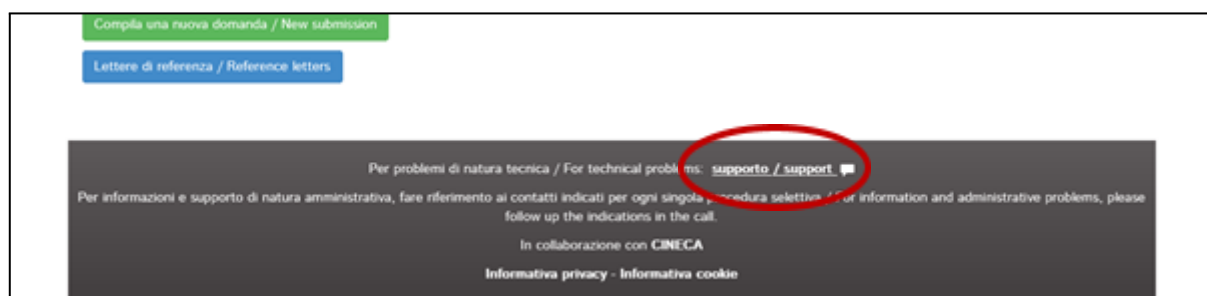 Compila una nuova domanda / New submission
Lettere di referenza / Reference letters
Per problemi di natura tecnica / For technical problems: supporto / support
Per informazioni e supporto di natura amministrativa, fare riferimento ai contatti indicati per ogni singola procedura selettiva / For information and administrative problems, please
follow up the indications in the call.
In collaborazione con CINECA
Informativa privacy - Informativa cookie